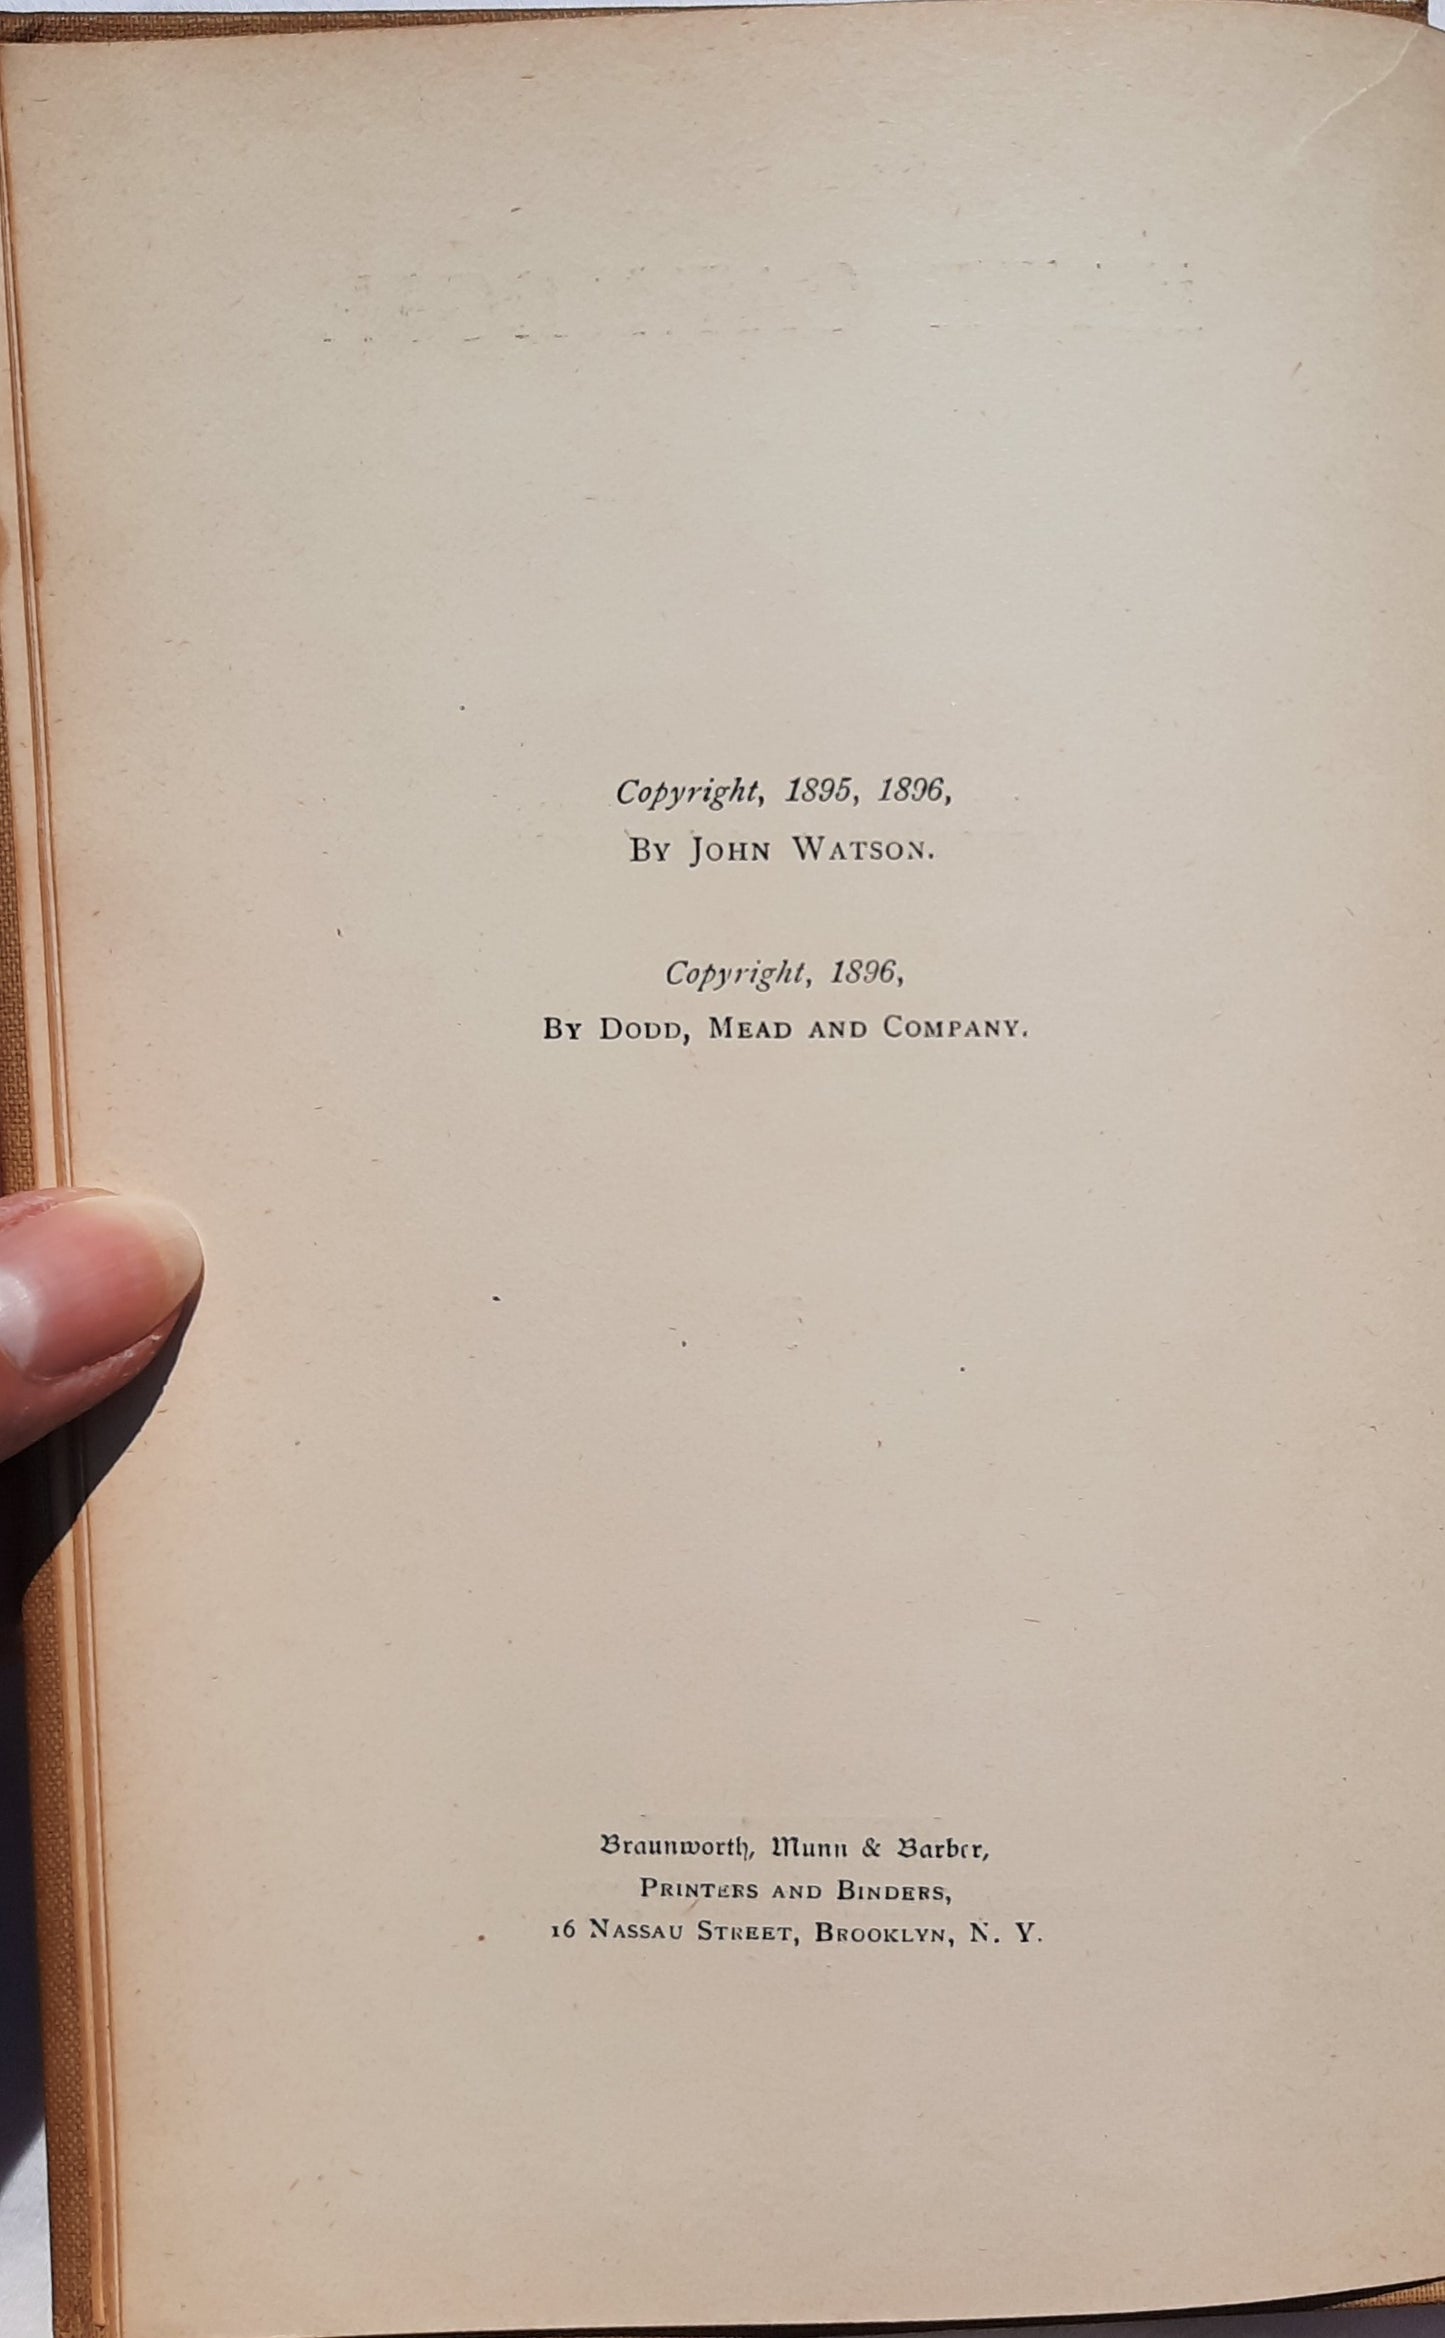 Copyright, 1895, 1896,
By John Watson.
Copyright, 1896,
By Dodd, Mead and Company.
Braunworth, Munn & Barber,
Printers and Binders,
16 Nassau Street, Brooklyn, N. Y.